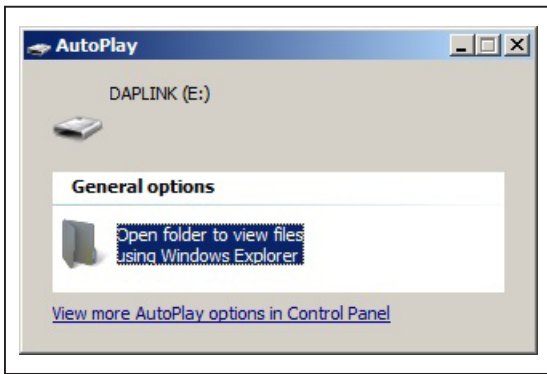 AutoPlay
DAPLINK (E:)
General options
Open folder to view files
using Windows Explorer
View more AutoPlay options in Control Panel